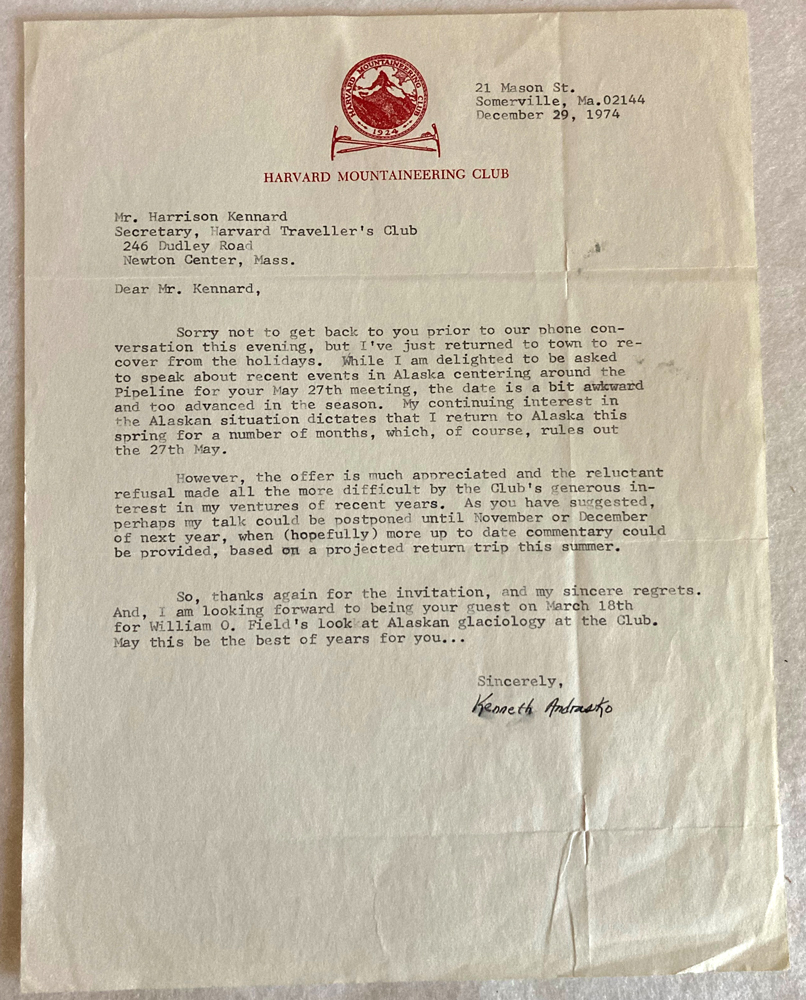 HARVARD MOUNTAINEERING CLUB
1924
21 Mason St.
Somerville, Ma.02144
December 29, 1974
HARVARD MOUNTAINEERING CLUB
Mr. Harrison Kennard
Secretary, Harvard Traveller's Club
246 Dudley Road
Newton Center, Mass.
Dear Mr. Kennard,
Sorry not to get back to you prior to our phone con-
versation this evening, but I've just returned to town to re-
cover from the holidays. While I am delighted to be asked
to speak about recent events in Alaska centering around the
Pipeline for your May 27th meeting, the date is a bit awkward
and too advanced in the season. My continuing interest in
the Alaskan situation dictates that I return to Alaska this
spring for a number of months, which, of course, rules out
the 27th May.
However, the offer is much appreciated and the reluctant
refusal made all the more difficult by the Club's generous in-
terest in my ventures of recent years. As you have suggested,
perhaps my talk could be postponed until November or December
of next year, when (hopefully) more up to date commentary could
be provided, based on a projected return trip this summer.
So, thanks again for the invitation, and my sincere regrets.
And, I am looking forward to being your guest on March 18th
for William O. Field's look at Alaskan glaciology at the Club.
May this be the best of years for you...
Sincerely,
Kenneth Andrasko